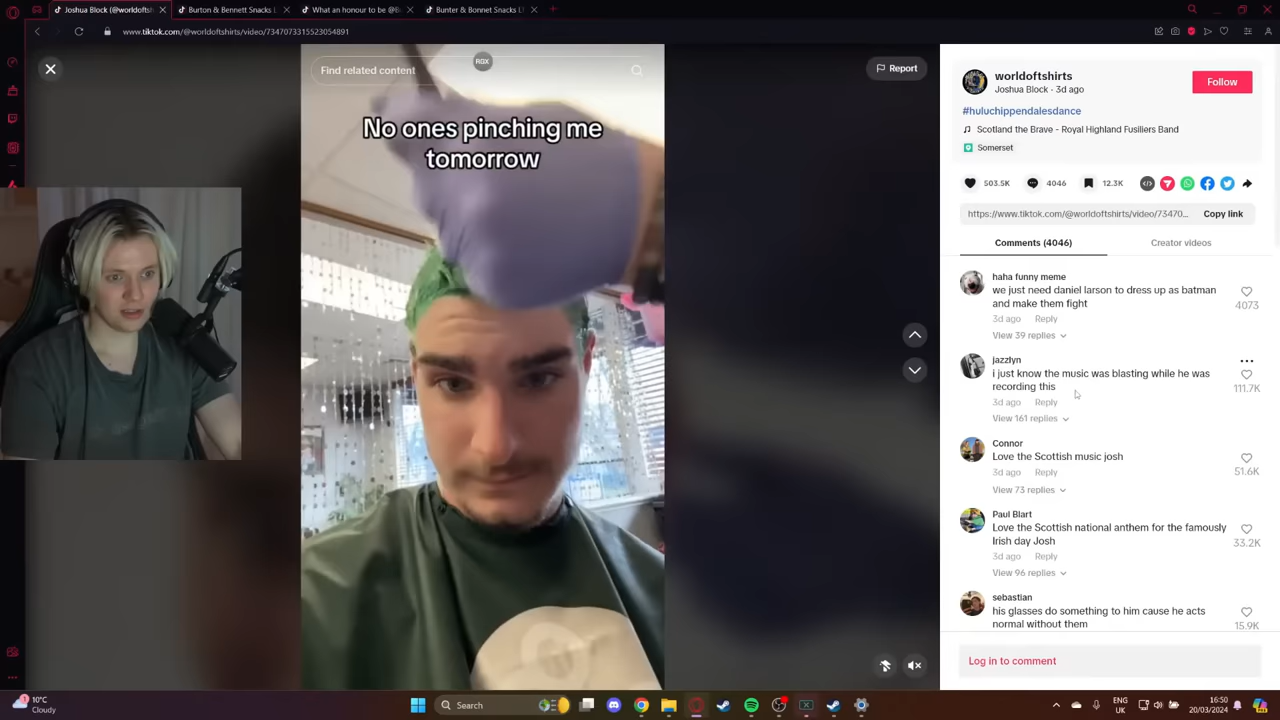 Joshua Block (@worldofts
Burton & Bennett Snacks L
What an honour to be @B
Bunter & Bonnet Snacks L
www.tiktok.com/@worldoftshirts/video/7347073315523054891
Find related content
RGX
Report
No ones pinching me
tomorrow
worldoftshirts
Joshua Block · 3d ago
Follow
#huluchippendalesdance
Scotland the Brave - Royal Highland Fusiliers Band
Somerset
503.5K
4046
12.3K
https://www.tiktok.com/@worldoftshirts/video/73470...
Copy link
Comments (4046)
Creator videos
haha funny meme
we just need daniel larson to dress up as batman
and make them fight
4073
3d ago
Reply
View 39 replies
jazzlyn
i just know the music was blasting while he was
recording this
111.7K
3d ago
Reply
View 161 replies
Connor
Love the Scottish music josh
51.6K
3d ago
Reply
View 73 replies
Paul Blart
Love the Scottish national anthem for the famously
Irish day Josh
33.2K
3d ago
Reply
View 96 replies
sebastian
his glasses do something to him cause he acts
normal without them
15.9K
Log in to comment
10°C
Cloudy
Search
ENG
UK
16:50
20/03/2024